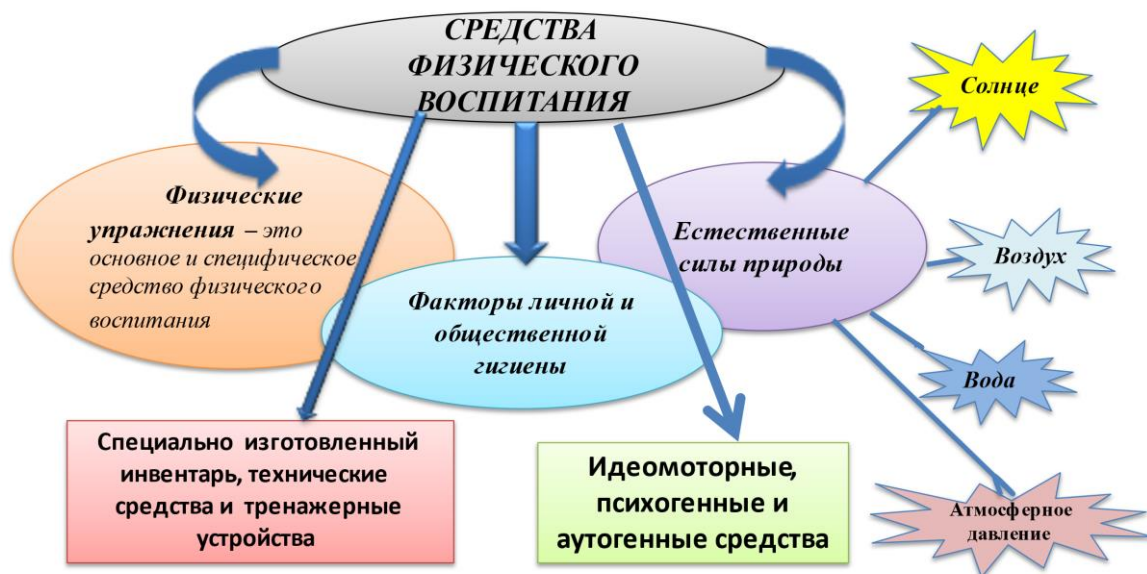 СРЕДСТВА
ФИЗИЧЕСКОГО
ВОСПИТАНИЯ
Физические
упражнения – это
основное и специфическое
средство физического
воспитания
Факторы личной и
общественной
гигиены
Естественные
силы природы
Солнце
Воздух
Вода
Атмосферное
давление
Специально изготовленный
инвентарь, технические
средства и тренажерные
устройства
Идеомоторные,
психогенные и
аутогенные средства